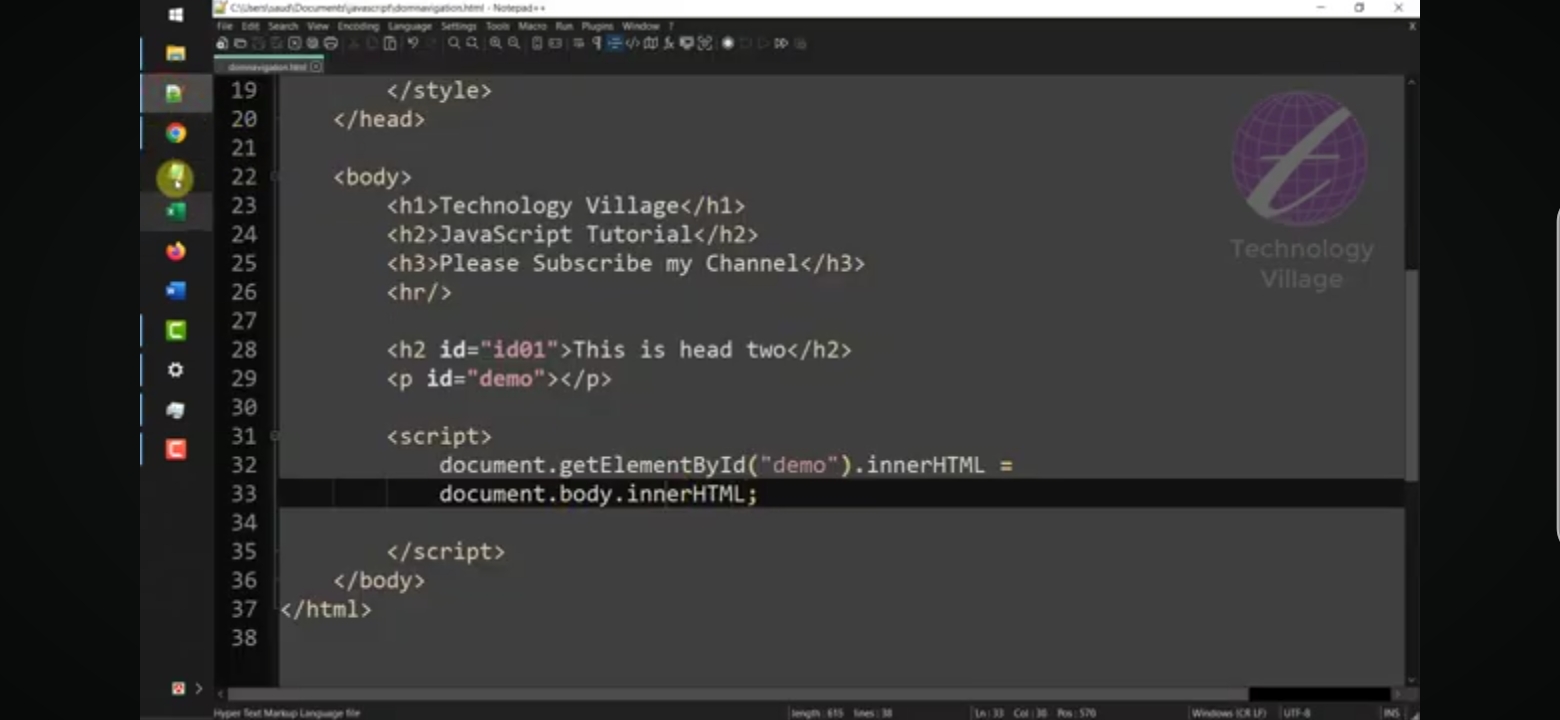 C:\Users\saud\Documents\javascript\domnavigation.html - Notepad++
File Edit Search View Encoding Language Settings Tools Macro Run Plugins Window ?
domnavigation.html
19 </style>
20 </head>
21
22 <body>
23 <h1>Technology Village</h1>
24 <h2>JavaScript Tutorial</h2>
25 <h3>Please Subscribe my Channel</h3>
26 <hr/>
27
28 <h2 id="id01">This is head two</h2>
29 <p id="demo"></p>
30
31 <script>
32 document.getElementById("demo").innerHTML =
33 document.body.innerHTML;
34
35 </script>
36 </body>
37 </html>
38
Technology
Village
Hyper Text Markup Language file length : 615 lines : 38 Ln : 33 Col : 30 Pos : 570 Windows (CR LF) UTF-8 INS